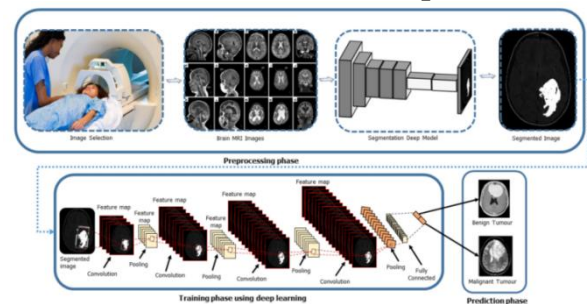 Image Selection
Brain MRI Images
Segmentation Deep Model
Segmented Image
Preprocessing phase
Feature map
Feature map
Feature map
Feature map
Feature map
Feature map
Segmented image
Convolution
Pooling
Convolution
Pooling
Convolution
Pooling
Convolution
Pooling
Fully Connected
Benign Tumour
Malignant Tumour
Training phase using deep learning
Prediction phase